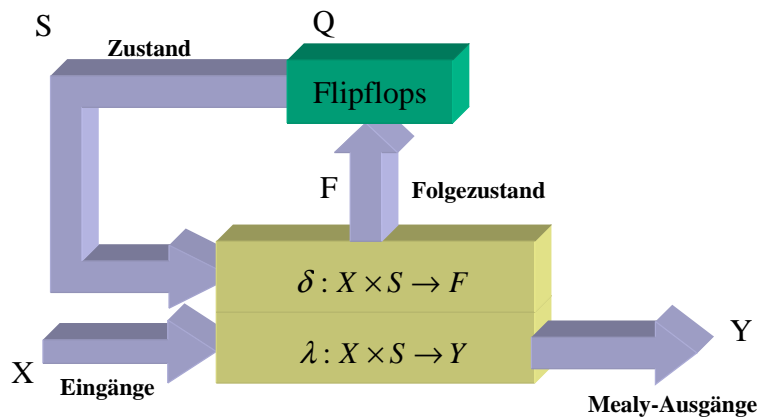 S
Q
Zustand
Flipflops
F
Folgezustand
δ : X × S → F
λ : X × S → Y
Y
X
Eingänge
Mealy-Ausgänge